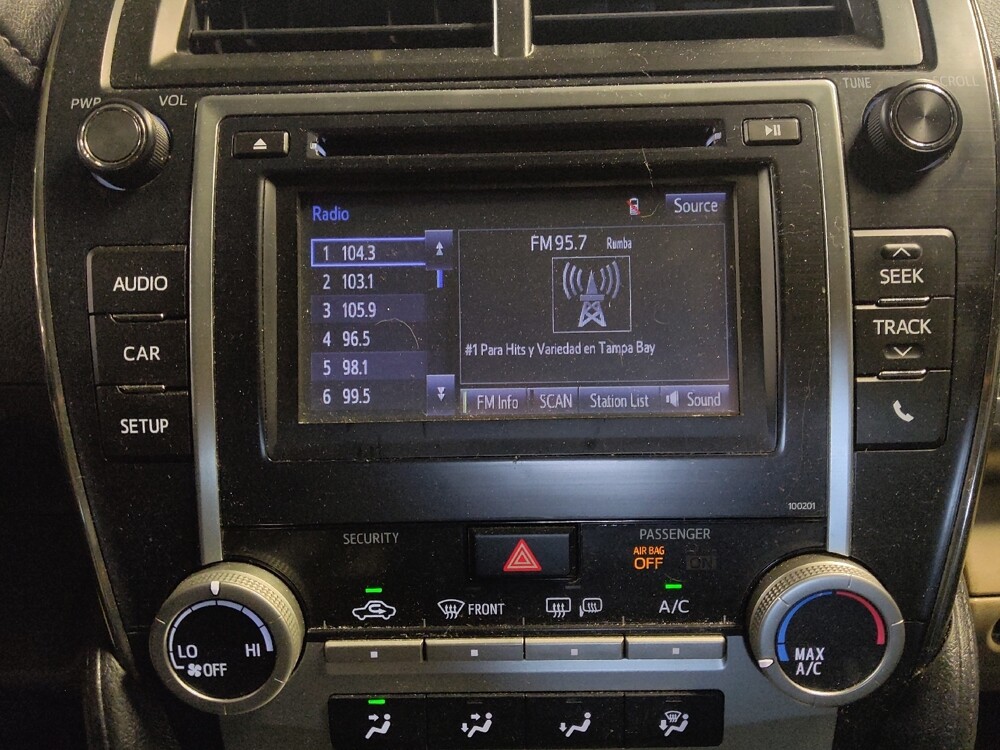 PWR VOL
TUNE SCROLL
Radio
Source
1 104.3
2 103.1
3 105.9
4 96.5
5 98.1
6 99.5
FM 95.7 Rumba
#1 Para Hits y Variedad en Tampa Bay
FM Info SCAN Station List Sound
AUDIO
CAR
SETUP
SEEK
TRACK
100201
SECURITY
PASSENGER
AIR BAG
OFF
ON
FRONT
A/C
LO HI
OFF
MAX
A/C